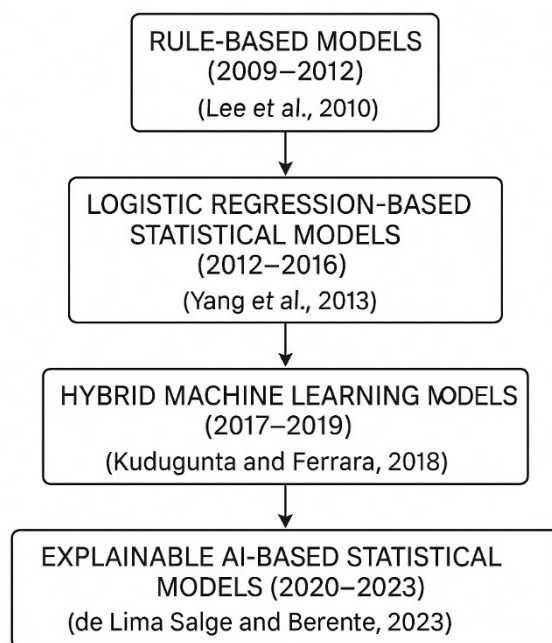 RULE-BASED MODELS
(2009–2012)
(Lee et al., 2010)
LOGISTIC REGRESSION-BASED
STATISTICAL MODELS
(2012–2016)
(Yang et al., 2013)
HYBRID MACHINE LEARNING MODELS
(2017–2019)
(Kudugunta and Ferrara, 2018)
EXPLAINABLE AI-BASED STATISTICAL
MODELS (2020–2023)
(de Lima Salge and Berente, 2023)